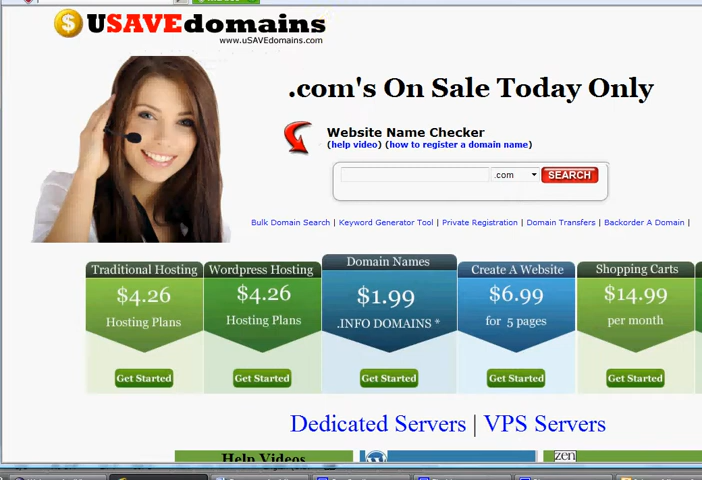 USAVEdomains
www.uSAVEdomains.com
.com's On Sale Today Only
Website Name Checker
(help video) (how to register a domain name)
.com SEARCH
Bulk Domain Search | Keyword Generator Tool | Private Registration | Domain Transfers | Backorder A Domain |
Traditional Hosting Wordpress Hosting Domain Names Create A Website Shopping Carts
$4.26 $4.26 $1.99 $6.99 $14.99
Hosting Plans Hosting Plans .INFO DOMAINS * for 5 pages per month
Get Started Get Started Get Started Get Started Get Started
Dedicated Servers | VPS Servers
Help Videos zen